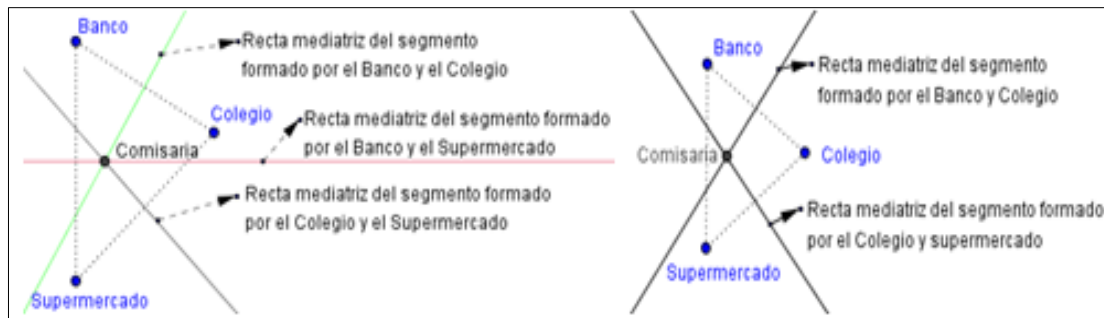 Banco
Recta mediatriz del segmento
formado por el Banco y el Colegio
Colegio
Recta mediatriz del segmento formado
por el Banco y el Supermercado
Comisaria
Recta mediatriz del segmento formado
por el Colegio y el Supermercado
Supermercado
Banco
Recta mediatriz del segmento
formado por el Banco y Colegio
Comisaria
Colegio
Recta mediatriz del segmento formado
por el Colegio y supermercado
Supermercado